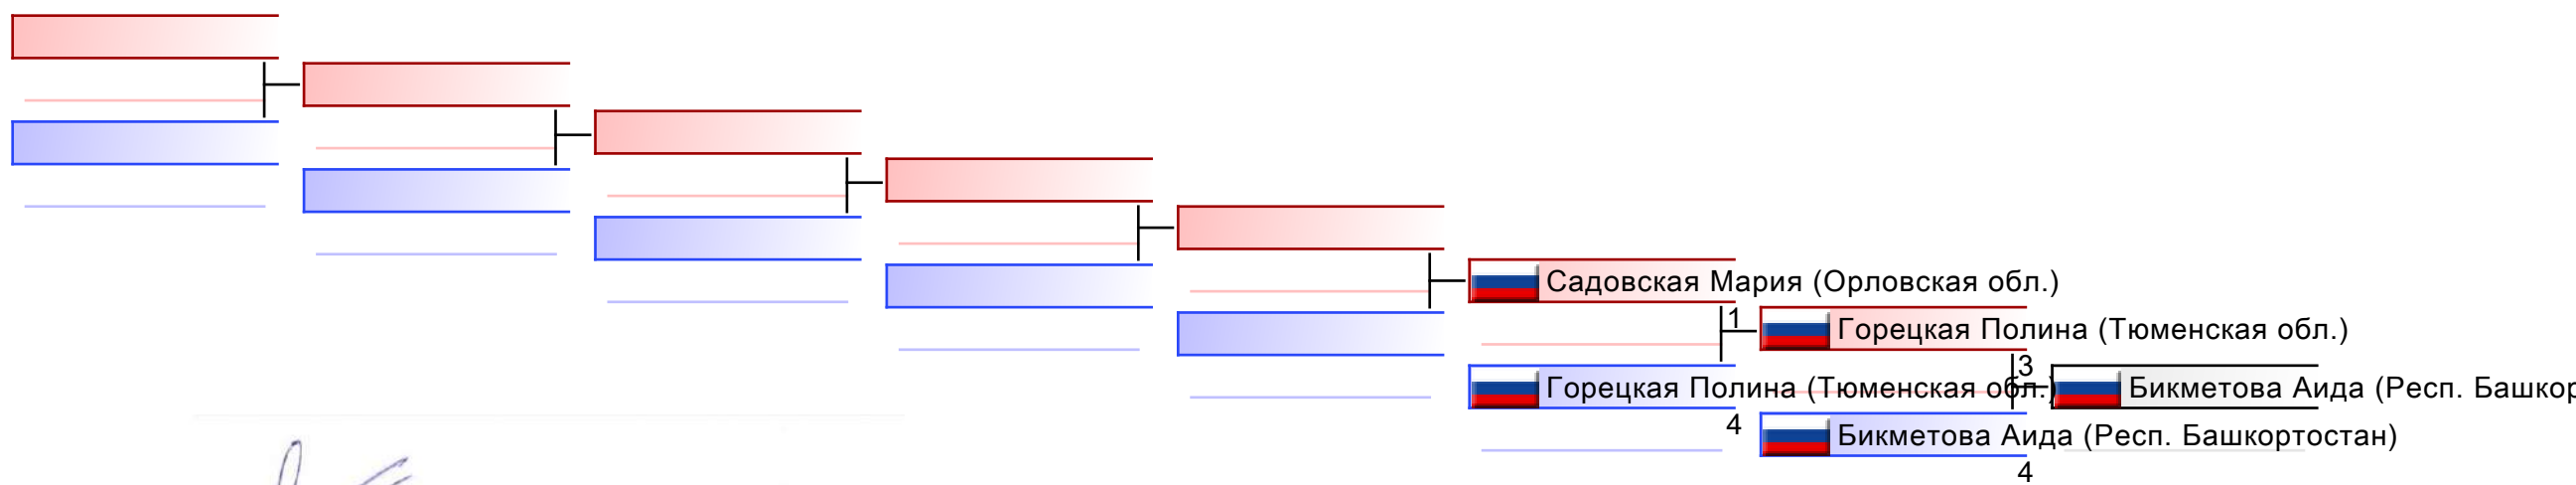 Садовская Мария (Орловская обл.)
1
Горецкая Полина (Тюменская обл.)
3
Горецкая Полина (Тюменская обл.)
Бикметова Аида (Респ. Башкор
4
Бикметова Аида (Респ. Башкортостан)
4